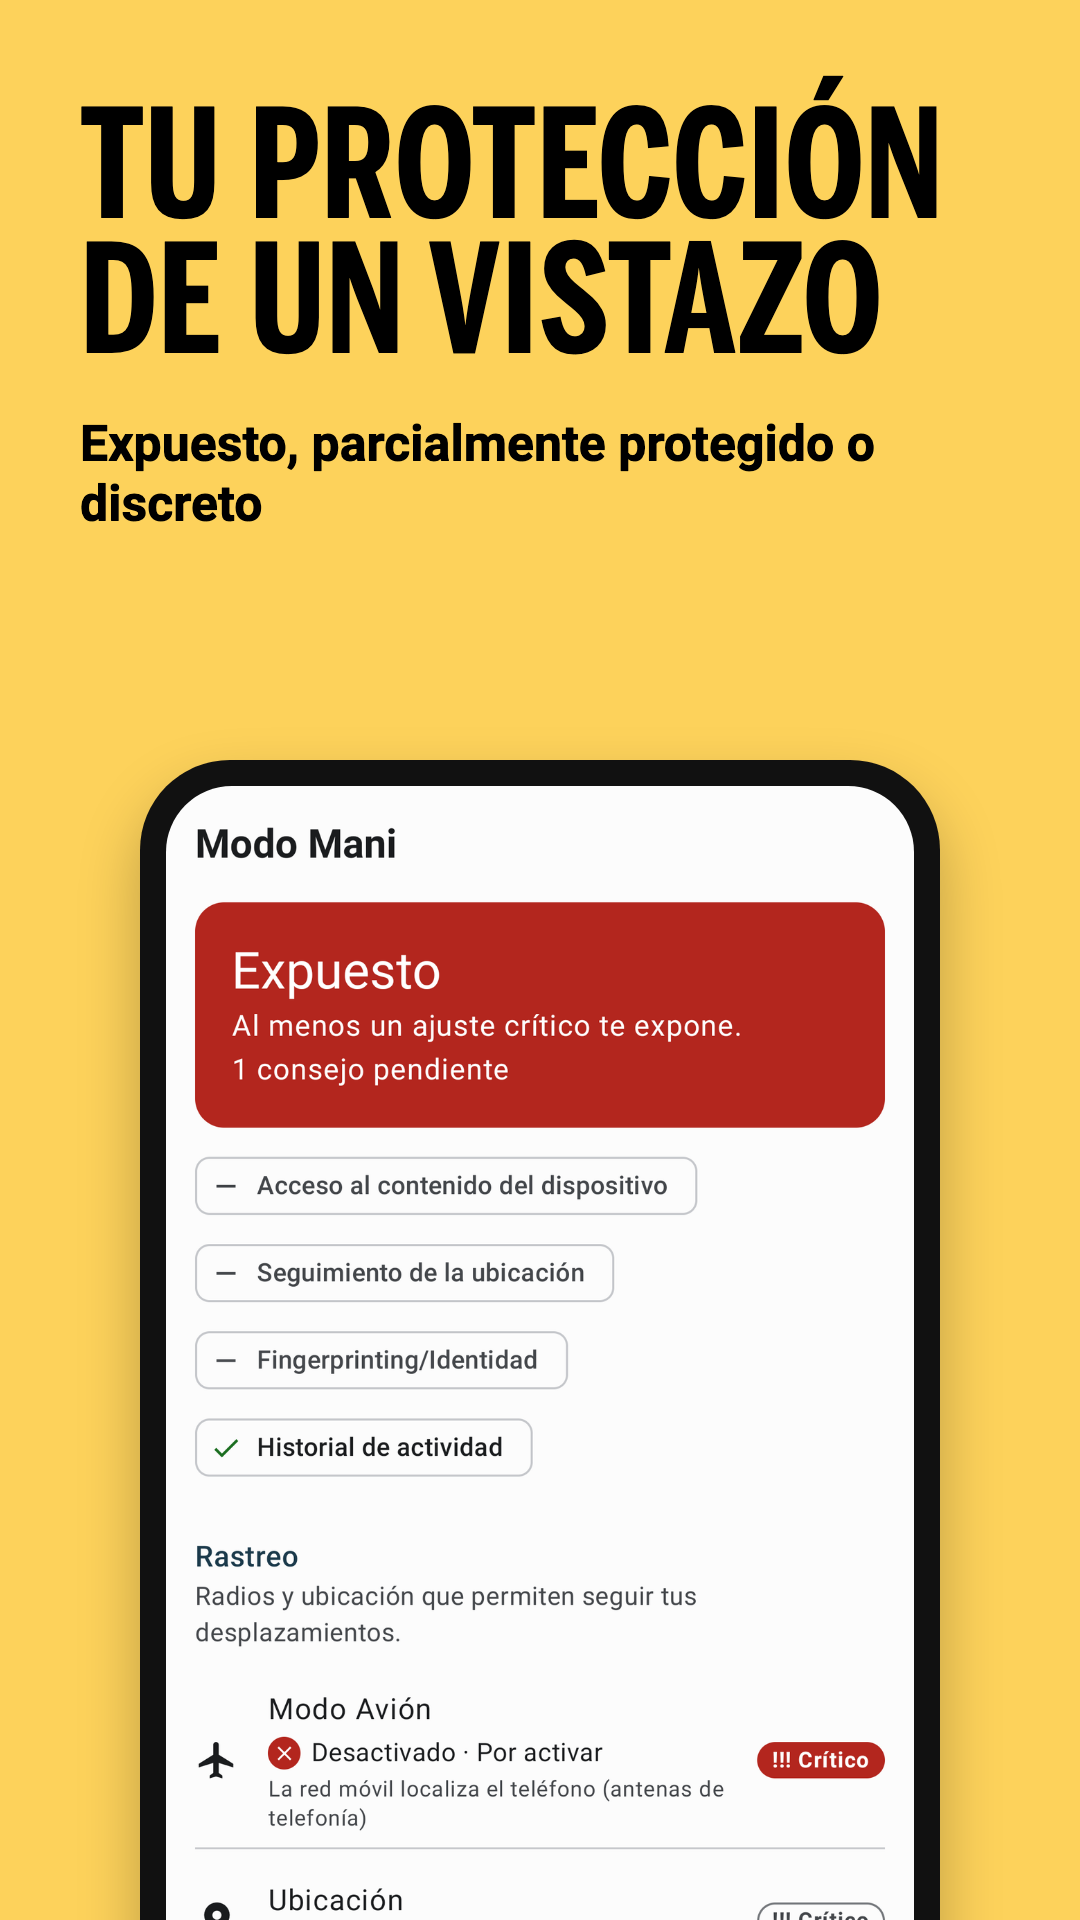 TU PROTECCIÓN
DE UN VISTAZO
Expuesto, parcialmente protegido o
discreto
Modo Mani
Expuesto
Al menos un ajuste crítico te expone.
1 consejo pendiente
Acceso al contenido del dispositivo
Seguimiento de la ubicación
Fingerprinting/Identidad
Historial de actividad
Rastreo
Radios y ubicación que permiten seguir tus
desplazamientos.
Modo Avión
Desactivado · Por activar
!!! Crítico
La red móvil localiza el teléfono (antenas de
telefonía)
Ubicación
!!! Crítico